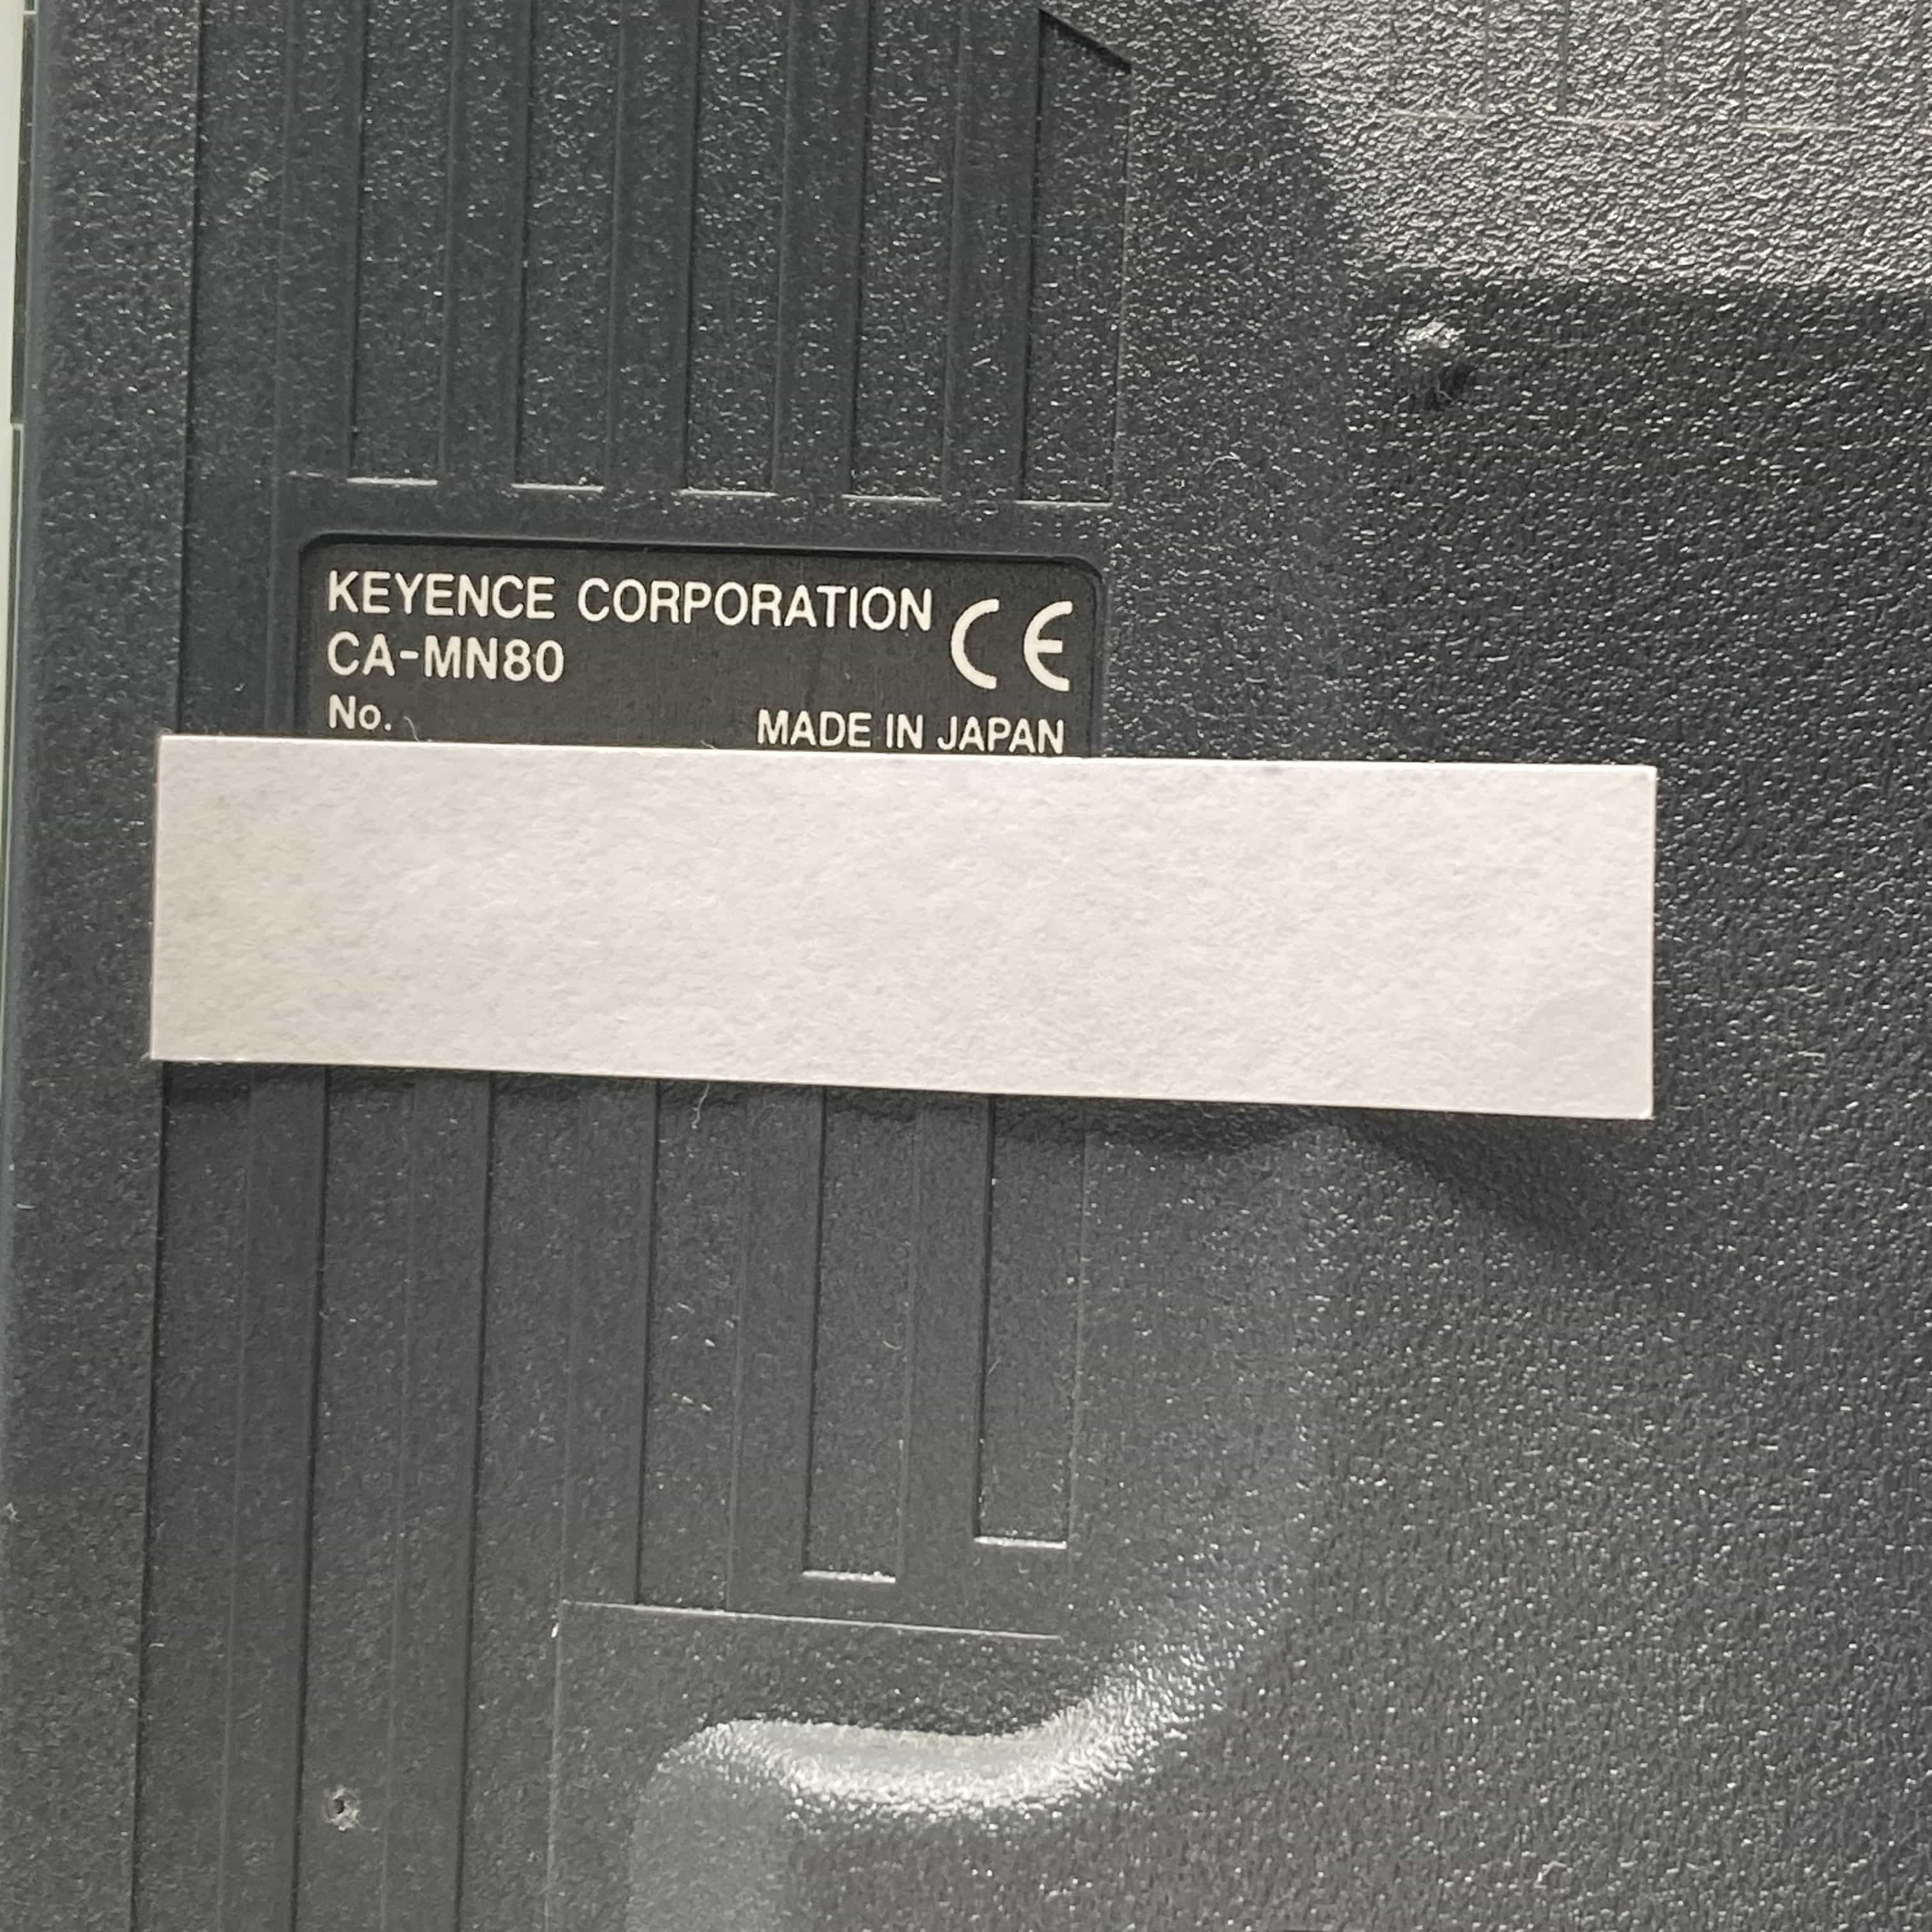 KEYENCE CORPORATION CE
CA-MN80
No. MADE IN JAPAN